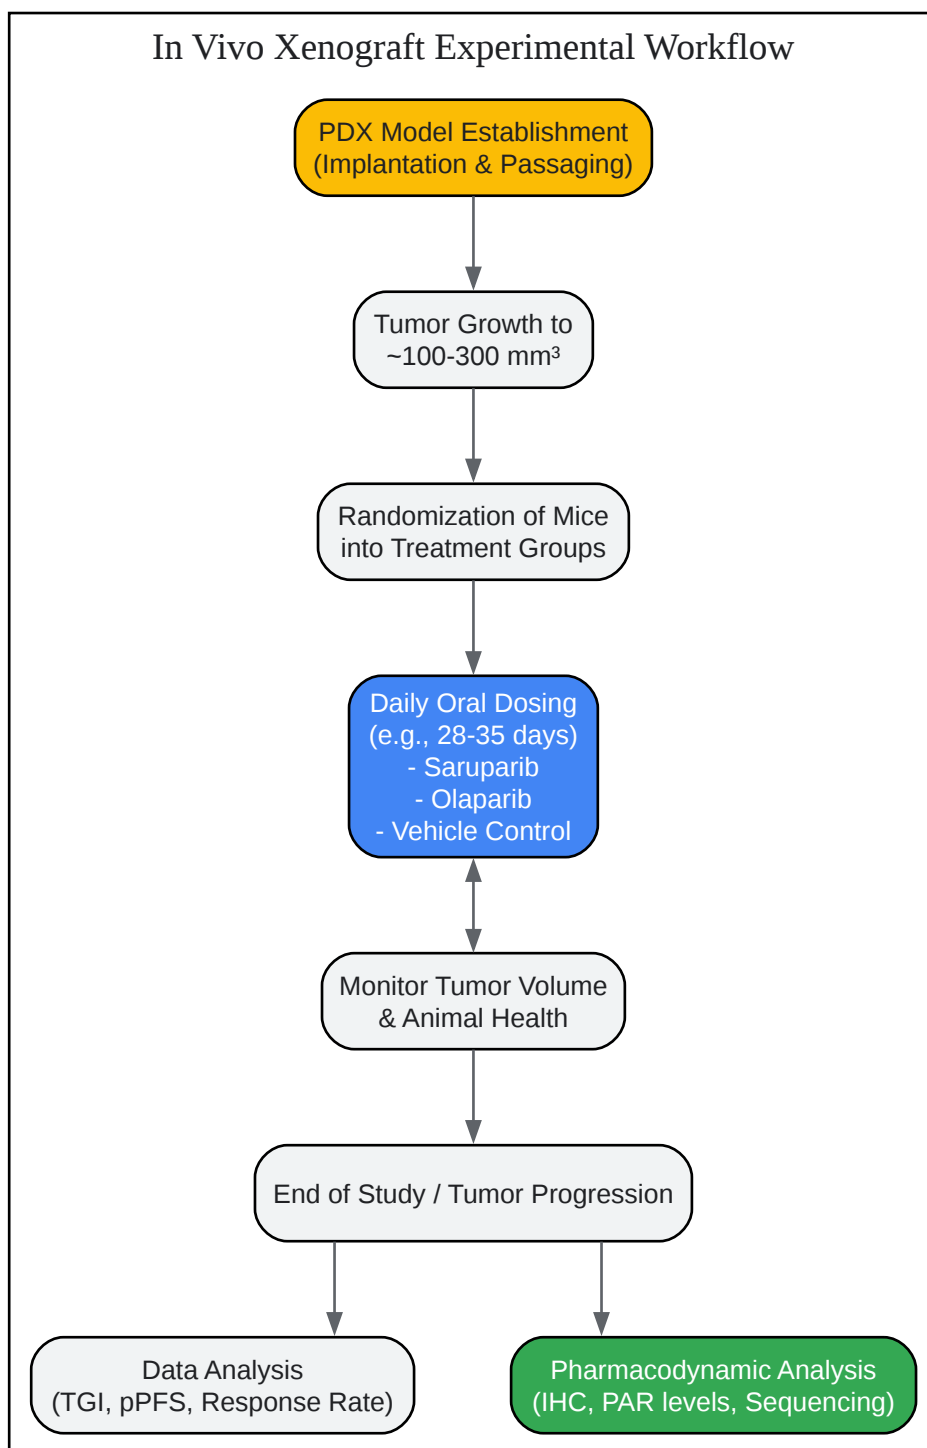 In Vivo Xenograft Experimental Workflow
PDX Model Establishment
(Implantation & Passaging)
Tumor Growth to
~100-300 mm³
Randomization of Mice
into Treatment Groups
Daily Oral Dosing
(e.g., 28-35 days)
- Saruparib
- Olaparib
- Vehicle Control
Monitor Tumor Volume
& Animal Health
End of Study / Tumor Progression
Data Analysis
(TGI, pPFS, Response Rate)
Pharmacodynamic Analysis
(IHC, PAR levels, Sequencing)